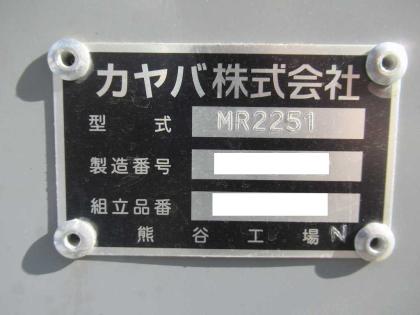 カヤバ株式会社
型式 MR2251
製造番号
組立品番
熊谷工場 N